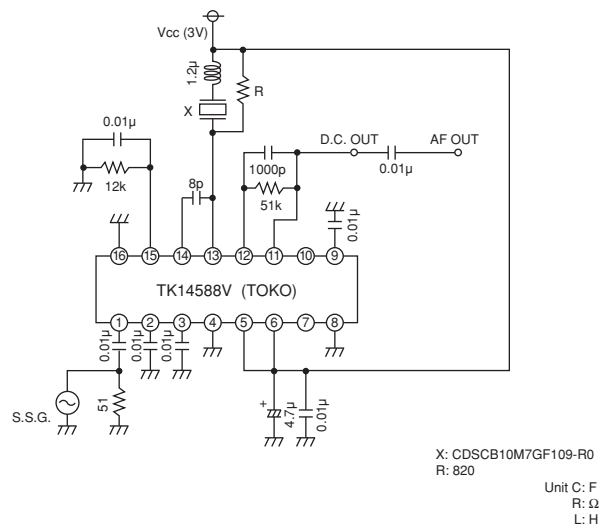 Vcc (3V)
1.2µ
R
X
0.01µ
D.C. OUT
AF OUT
1000p
0.01µ
12k
8p
51k
0.01µ
16
15
14
13
12
11
10
9
TK14588V (TOKO)
1
2
3
4
5
6
7
8
0.01µ
0.01µ
0.01µ
S.S.G.
51
+
4.7µ
0.01µ
X: CDSCB10M7GF109-R0
R: 820
Unit C: F
R: Ω
L: H